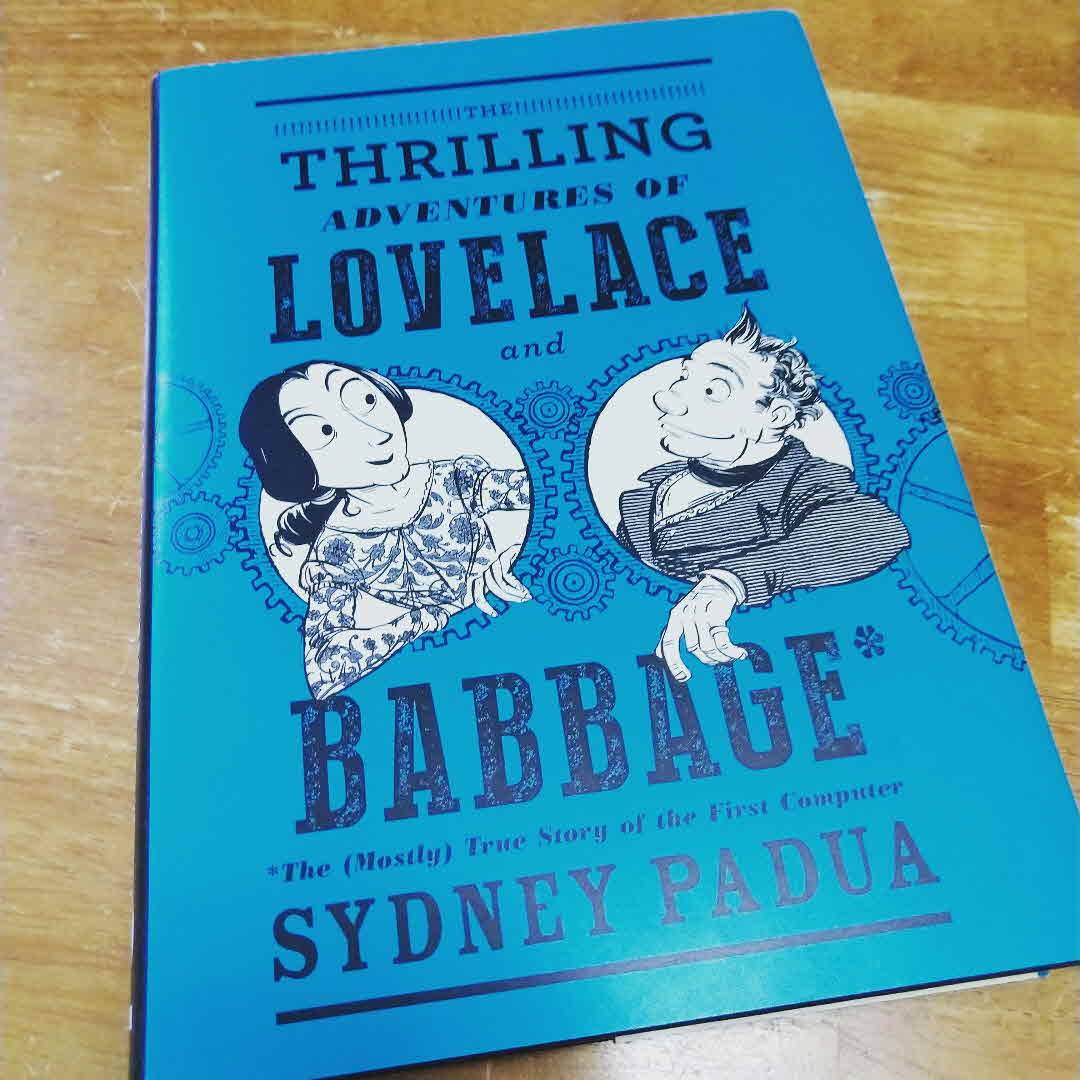 THE
THRILLING
ADVENTURES OF
LOVELACE
and
BABBAGE*
*The (Mostly) True Story of the First Computer
SYDNEY PADUA